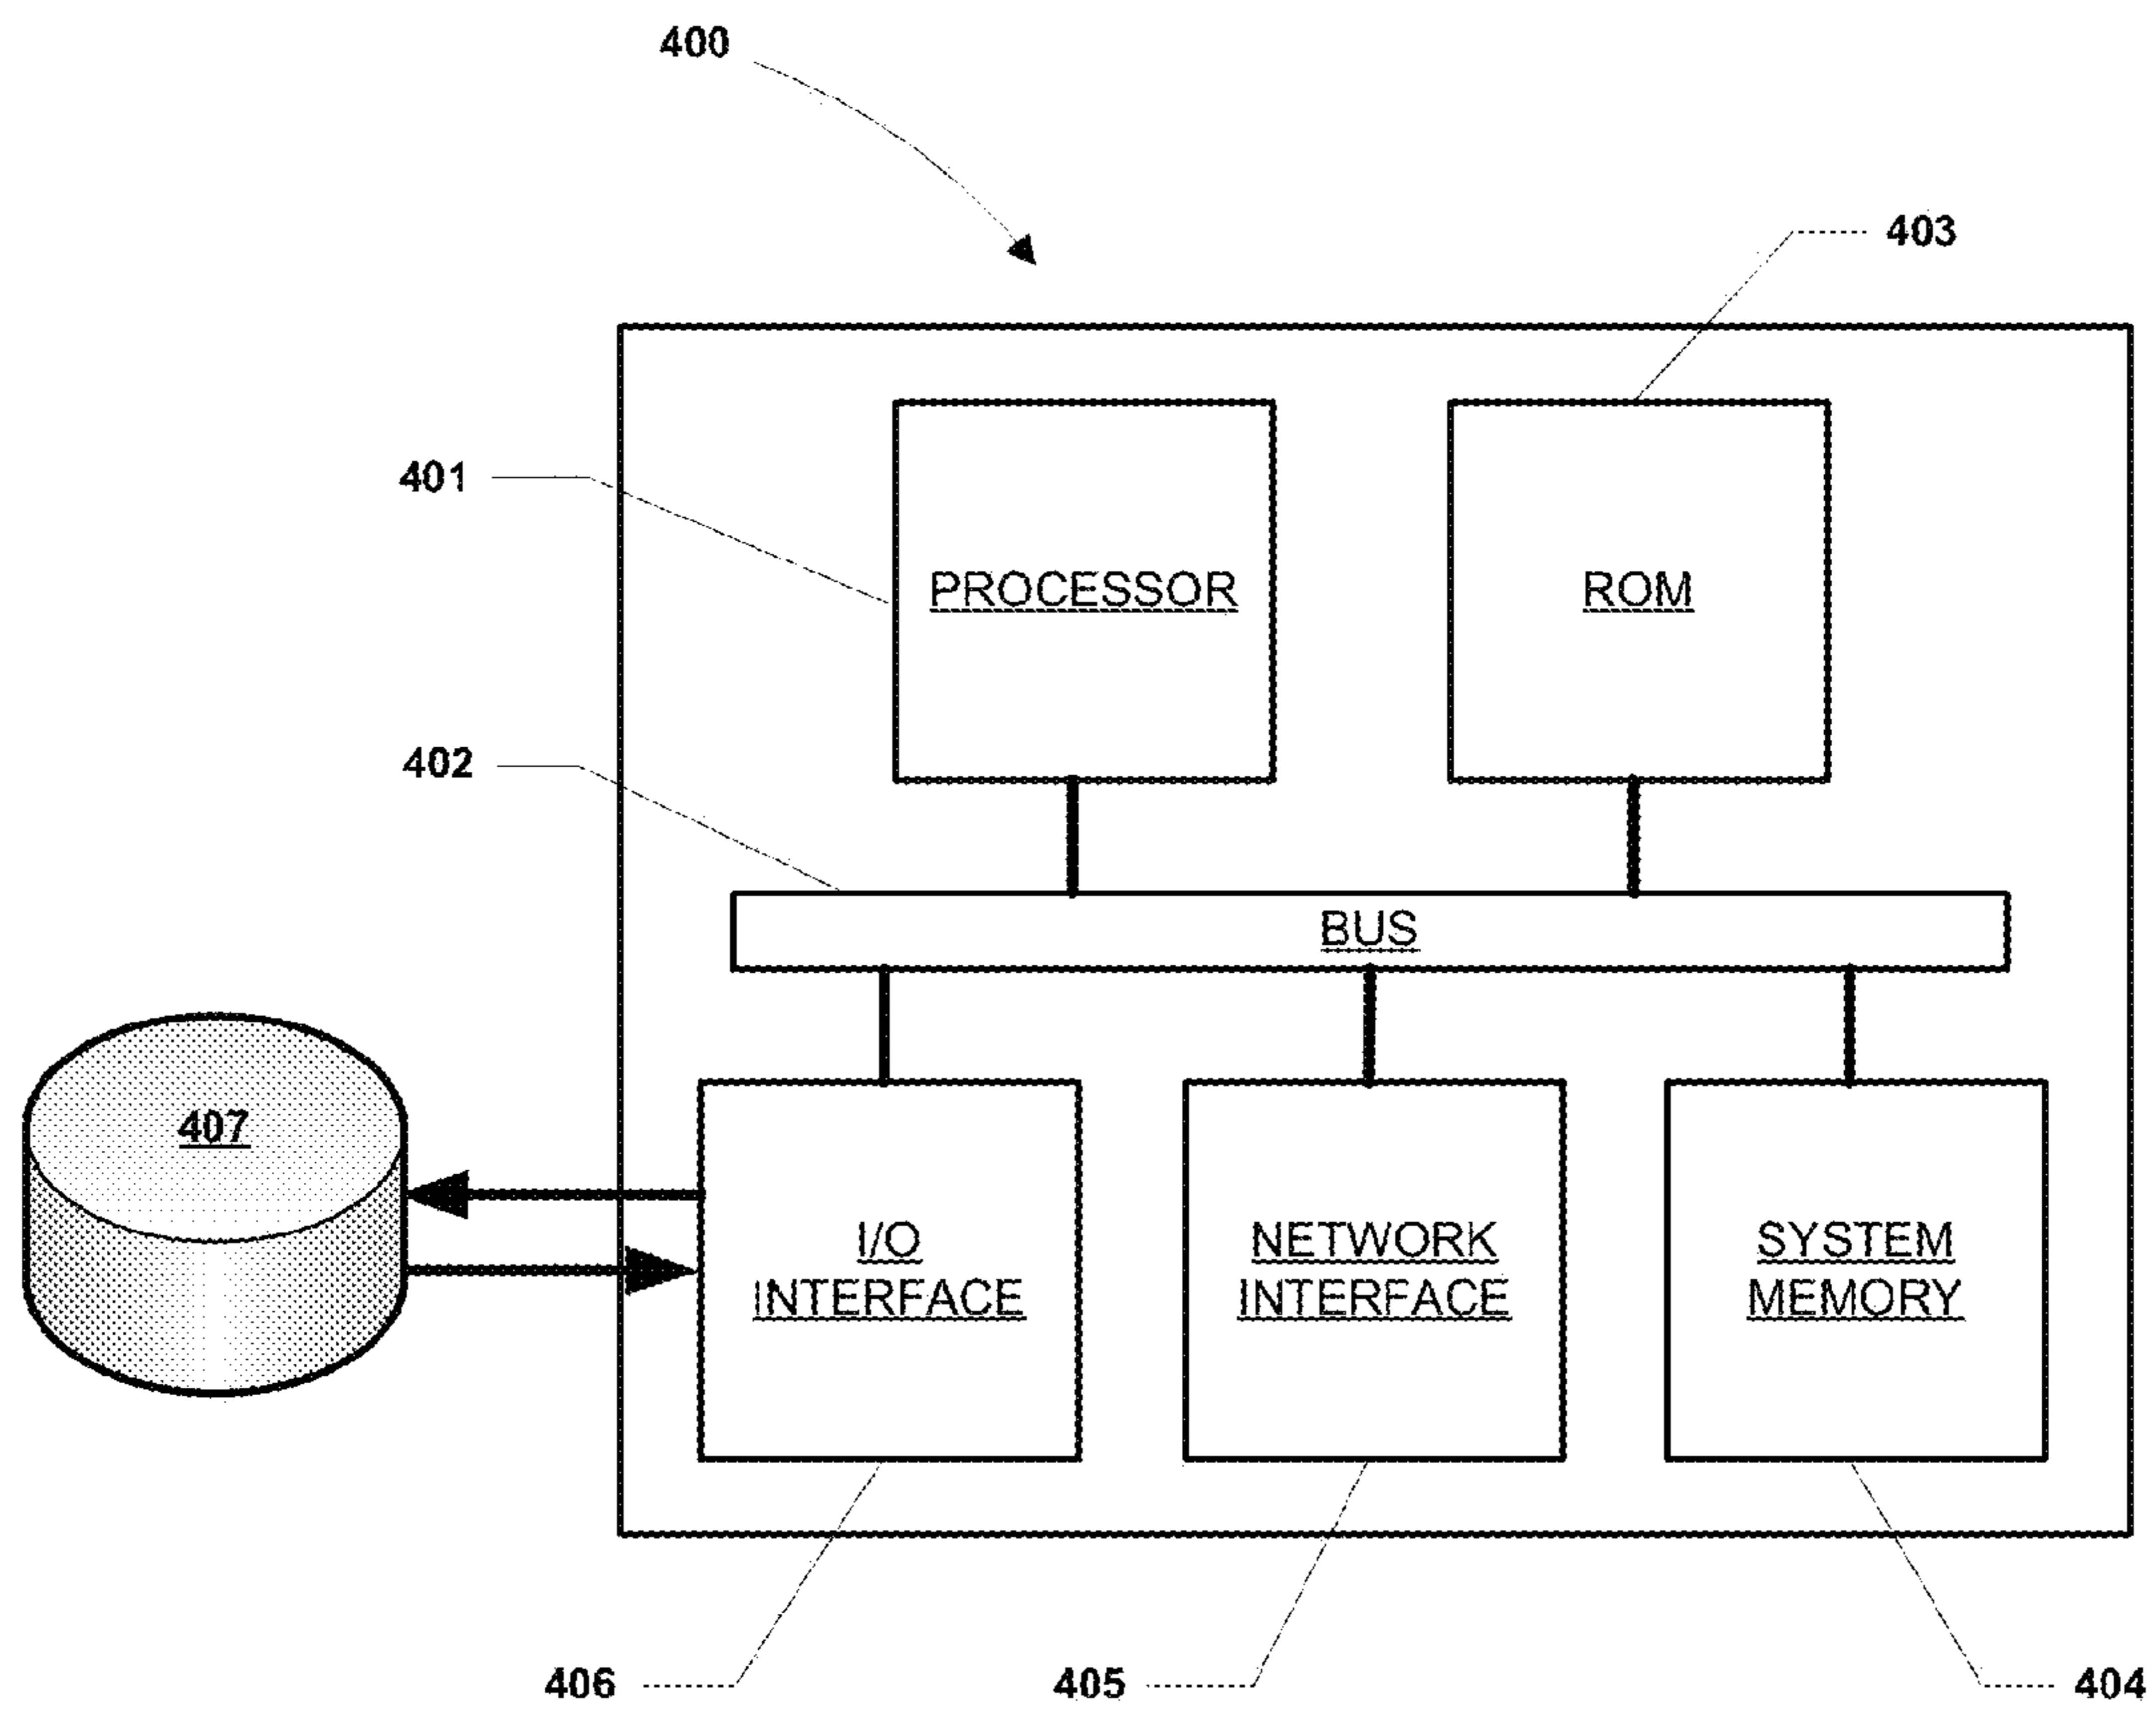 400
403
401
PROCESSOR
ROM
402
BUS
407
I/O
INTERFACE
NETWORK
INTERFACE
SYSTEM
MEMORY
406
405
404